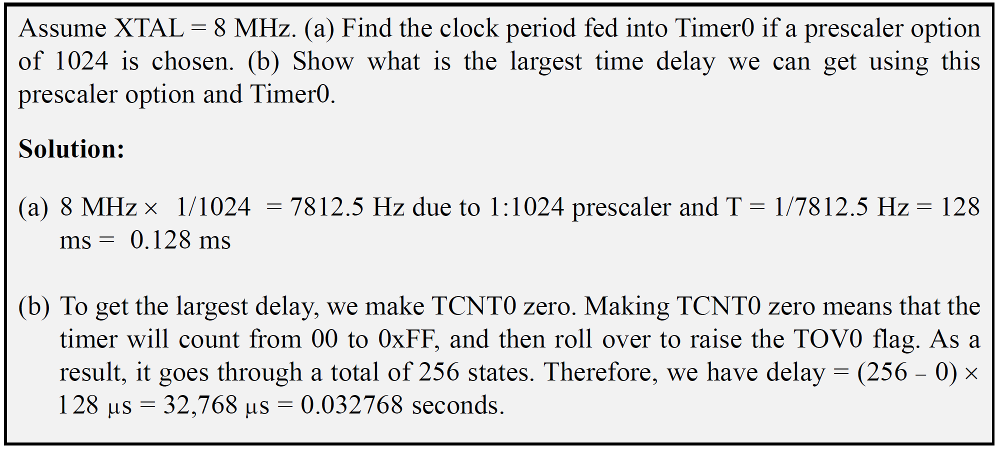 Assume XTAL = 8 MHz. (a) Find the clock period fed into Timer0 if a prescaler option
of 1024 is chosen. (b) Show what is the largest time delay we can get using this
prescaler option and Timer0.
Solution:
(a) 8 MHz × 1/1024 = 7812.5 Hz due to 1:1024 prescaler and T = 1/7812.5 Hz = 128
ms = 0.128 ms
(b) To get the largest delay, we make TCNT0 zero. Making TCNT0 zero means that the
timer will count from 00 to 0xFF, and then roll over to raise the TOV0 flag. As a
result, it goes through a total of 256 states. Therefore, we have delay = (256 – 0) ×
128 μs = 32,768 μs = 0.032768 seconds.